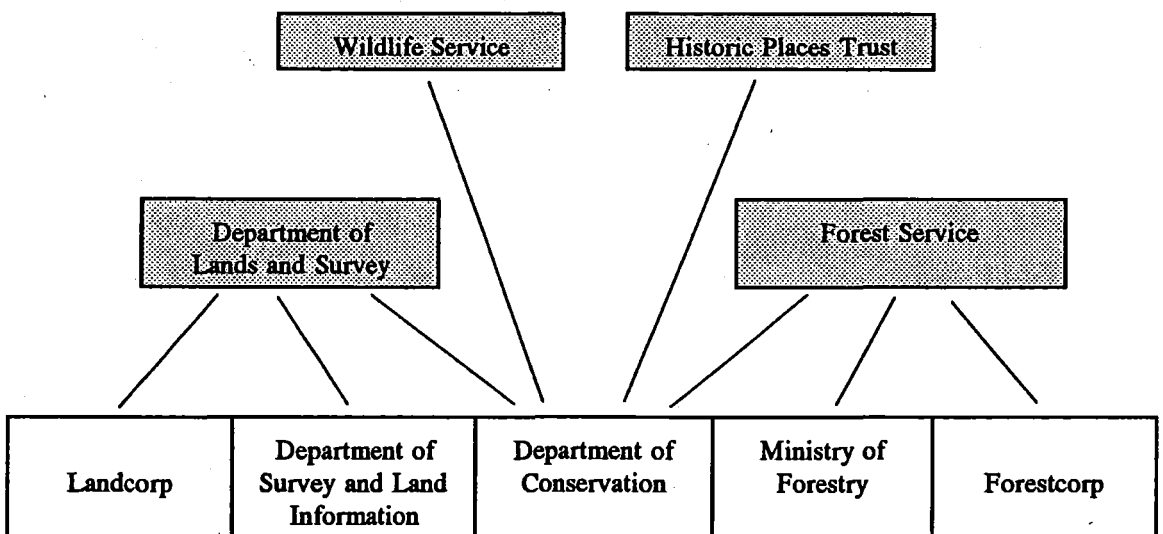 Wildlife Service
Historic Places Trust
Department of
Lands and Survey
Forest Service
Landcorp
Department of
Survey and Land
Information
Department of
Conservation
Ministry of
Forestry
Forestcorp